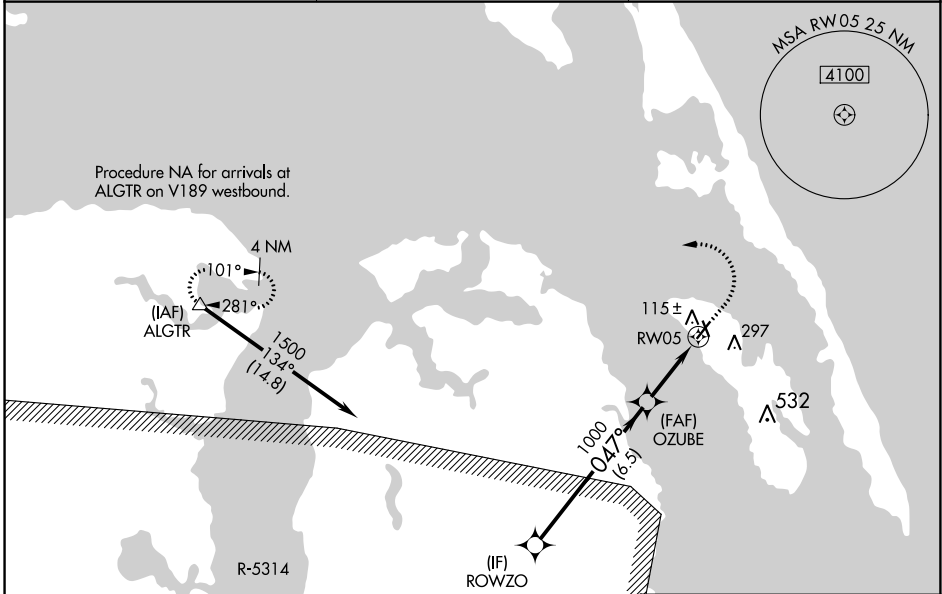 MSA RW05 25 NM
4100
Procedure NA for arrivals at
ALGTR on V189 westbound.
4 NM
101°
281°
(IAF)
ALGTR
1500
134°
(14.8)
115 ±
RW05
297
532
(FAF)
OZUBE
1000
047°
(6.5)
(IF)
ROWZO
R-5314